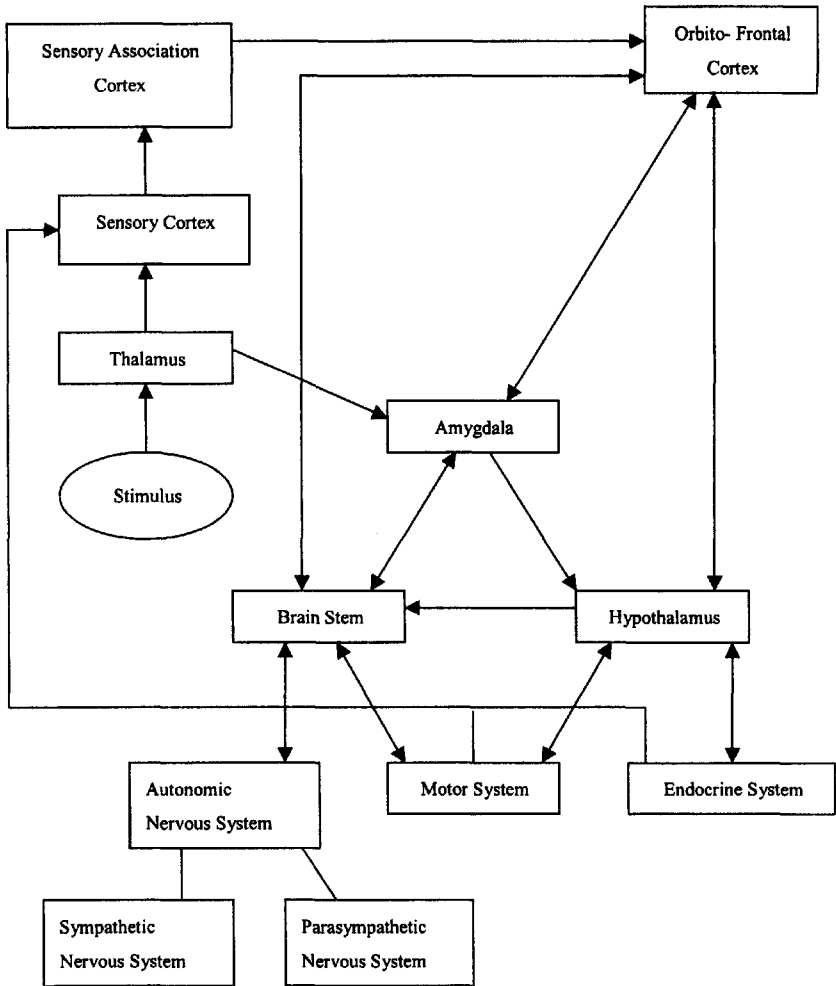 Sensory Association
Cortex
Orbito- Frontal
Cortex
Sensory Cortex
Thalamus
Amygdala
Stimulus
Brain Stem
Hypothalamus
Autonomic
Nervous System
Motor System
Endocrine System
Sympathetic
Nervous System
Parasympathetic
Nervous System